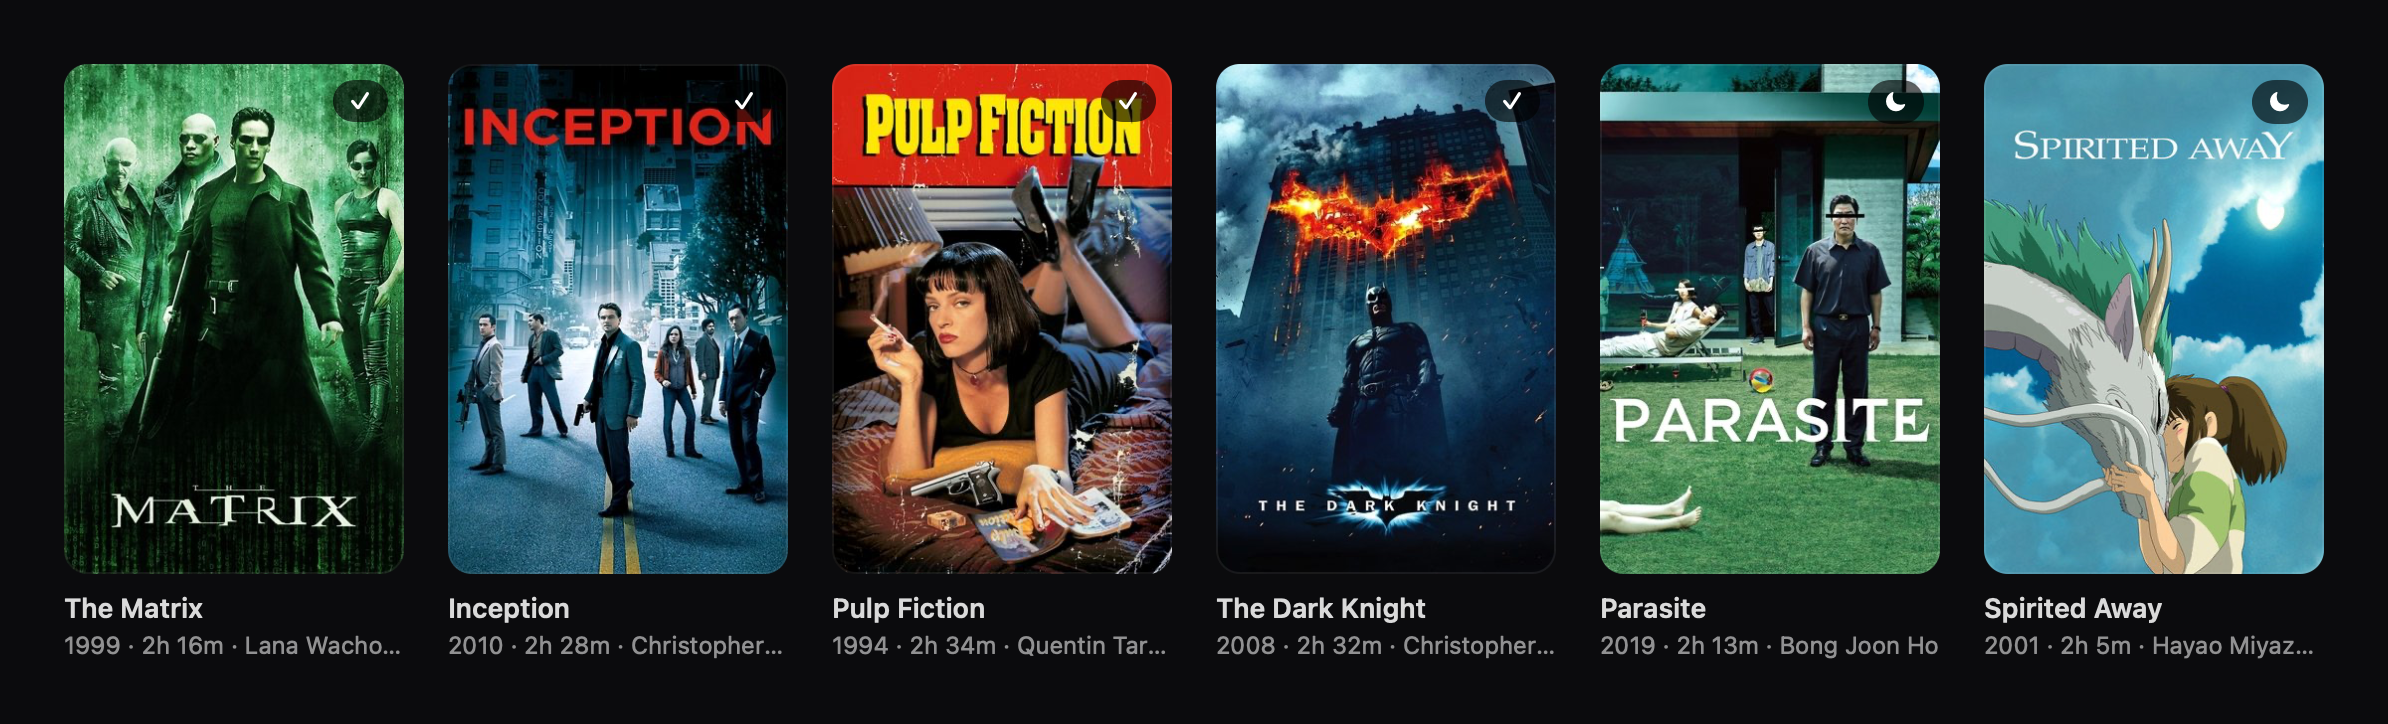 THE
MATRIX
The Matrix
1999 · 2h 16m · Lana Wacho...
INCEPTION
Inception
2010 · 2h 28m · Christopher...
PULP FICTION
Pulp Fiction
1994 · 2h 34m · Quentin Tar...
THE DARK KNIGHT
The Dark Knight
2008 · 2h 32m · Christopher...
PARASITE
Parasite
2019 · 2h 13m · Bong Joon Ho
SPIRITED AWAY
Spirited Away
2001 · 2h 5m · Hayao Miyaz...